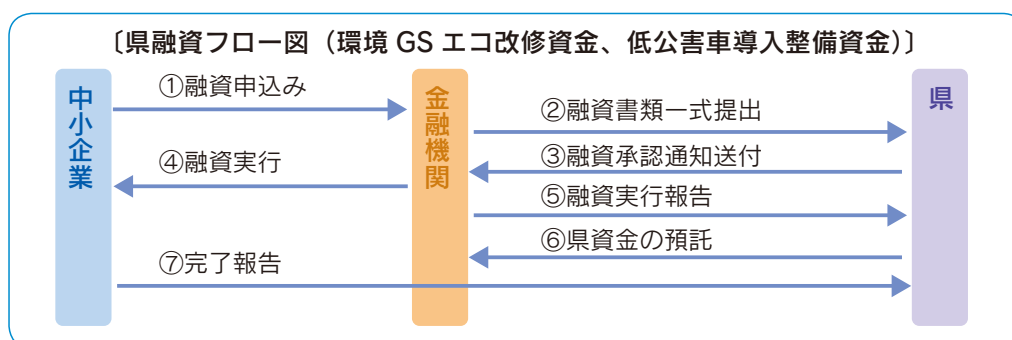 〔県融資フロー図（環境 GS エコ改修資金、低公害車導入整備資金）〕
中小企業
金融機関
県
①融資申込み
②融資書類一式提出
③融資承認通知送付
④融資実行
⑤融資実行報告
⑥県資金の預託
⑦完了報告